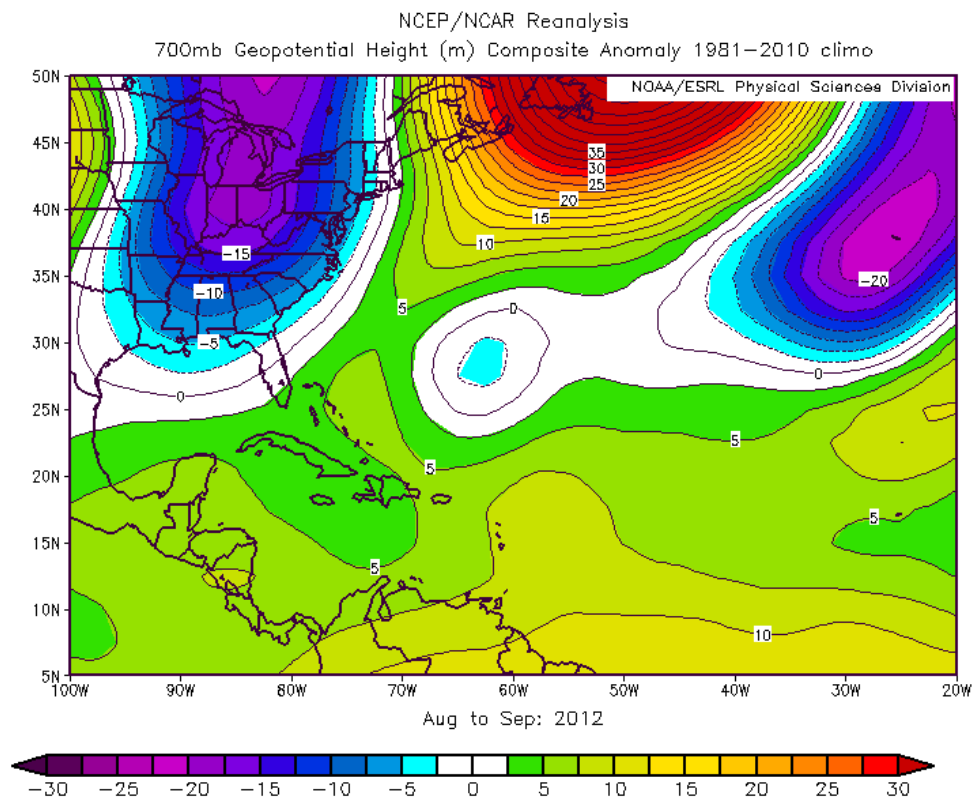 NCEP/NCAR Reanalysis
700mb Geopotential Height (m) Composite Anomaly 1981−2010 climo
50N
NOAA/ESRL Physical Sciences Division
45N
35
30
25
20
40N
15
10
−15
35N
−20
−10
5
0
30N
−5
0
0
25N
5
5
20N
5
15N
5
10N
10
5N
100W 90W 80W 70W 60W 50W 40W 30W 20W
Aug to Sep: 2012
−30 −25 −20 −15 −10 −5 0 5 10 15 20 25 30